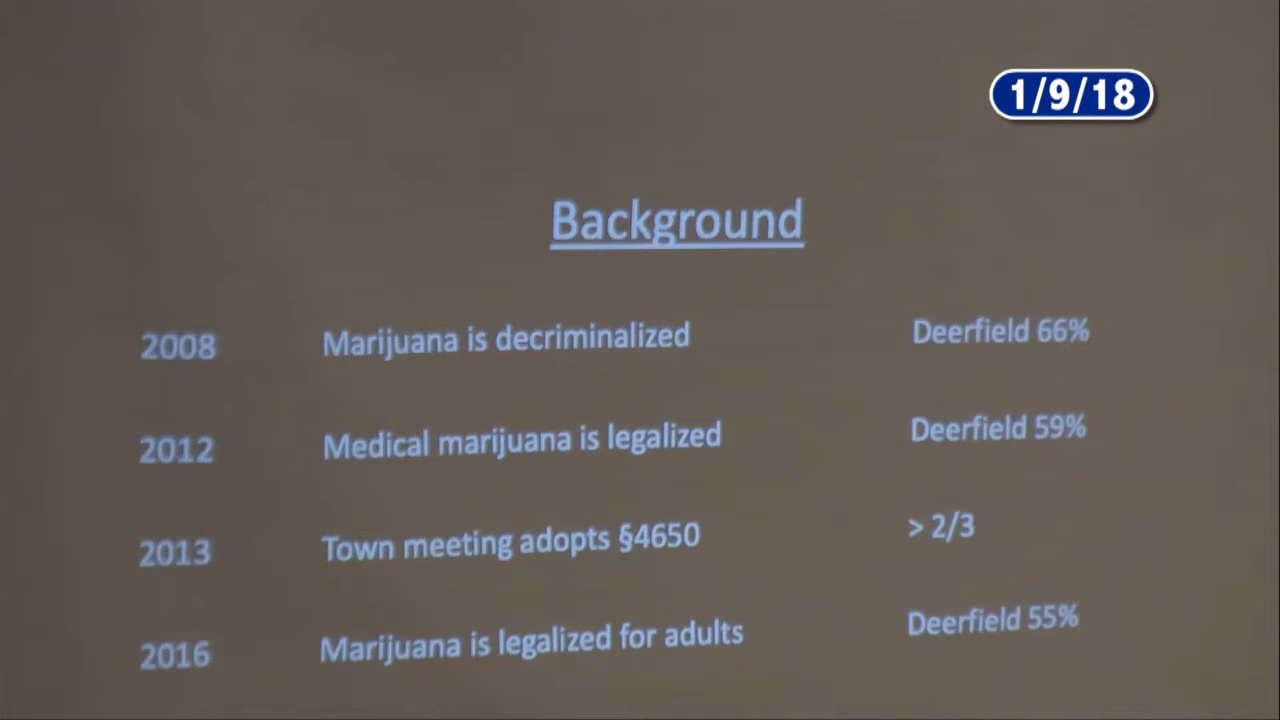 1/9/18
Background
2008 Marijuana is decriminalized Deerfield 66%
2012 Medical marijuana is legalized Deerfield 59%
2013 Town meeting adopts §4650 > 2/3
2016 Marijuana is legalized for adults Deerfield 55%